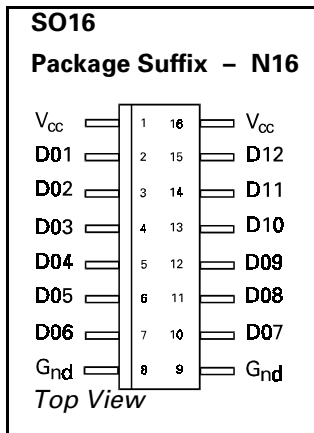 SO16
Package Suffix – N16
Vcc 1 16 Vcc
D01 2 15 D12
D02 3 14 D11
D03 4 13 D10
D04 5 12 D09
D05 6 11 D08
D06 7 10 D07
Gnd 8 9 Gnd
Top View